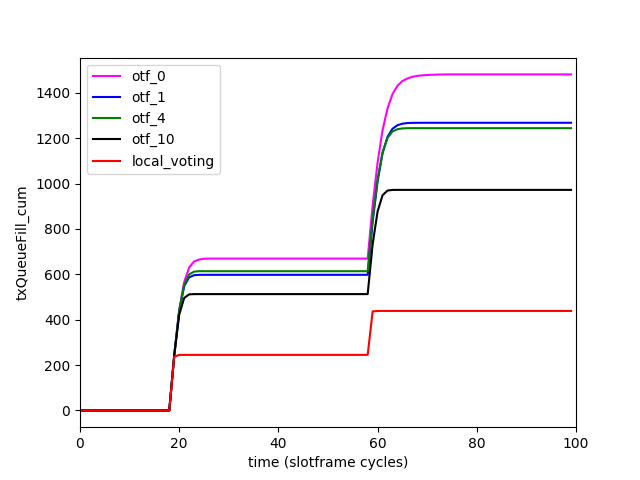 otf_0
otf_1
otf_4
otf_10
local_voting
txQueueFill_cum
1400
1200
1000
800
600
400
200
0
0 20 40 60 80 100
time (slotframe cycles)